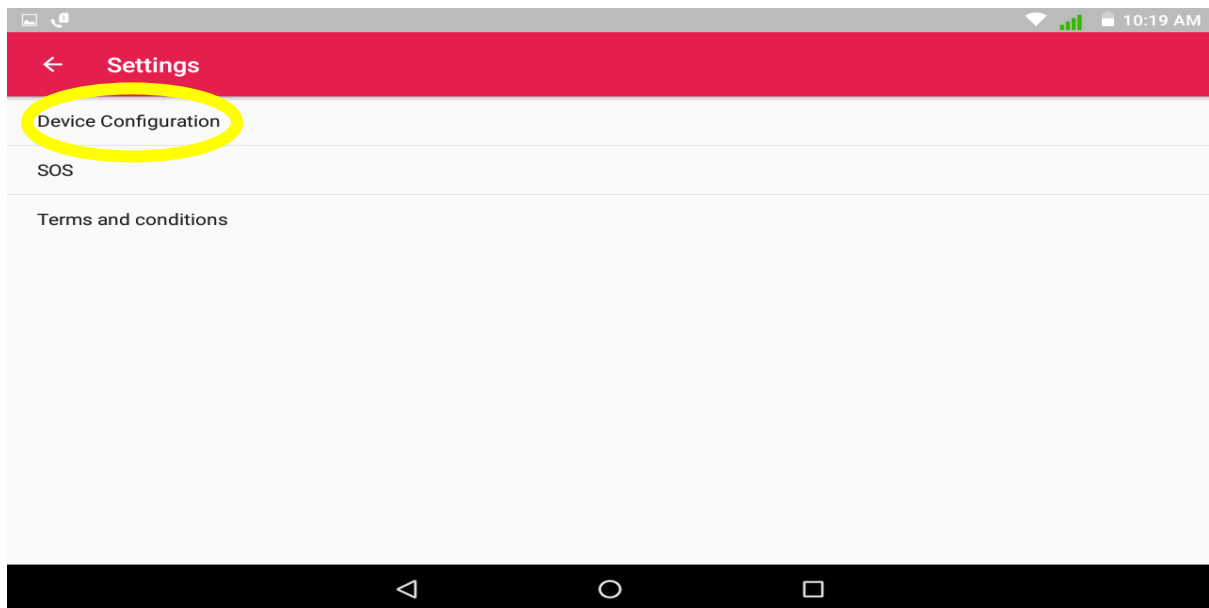 10:19 AM
Settings
Device Configuration
SOS
Terms and conditions